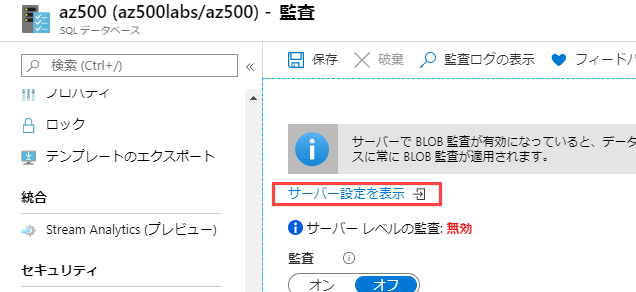 az500 (az500labs/az500) - 監査
SQL データベース
検索 (Ctrl+/)
«
保存
破棄
監査ログの表示
フィードバ
プロパティ
ロック
テンプレートのエクスポート
統合
Stream Analytics (プレビュー)
セキュリティ
サーバーで BLOB 監査が有効になっていると、データ
スに常に BLOB 監査が適用されます。
サーバー設定を表示
サーバー レベルの監査: 無効
監査
オン オフ